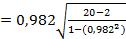 = 0,982 √((20−2)/(1−(0,982²)))